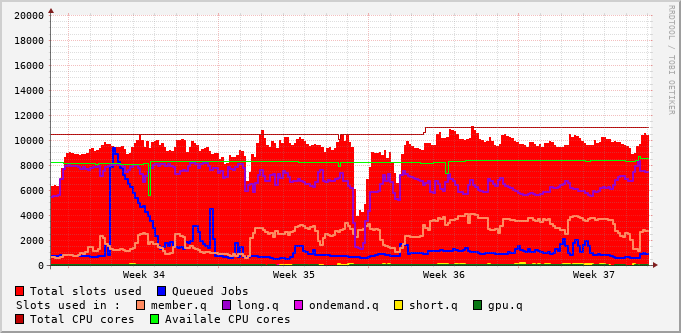 20000
18000
16000
14000
12000
10000
8000
6000
4000
2000
0
Week 34 Week 35 Week 36 Week 37
RRDTOOL / TOBI OETIKER
Total slots used Queued Jobs
Slots used in : member.q long.q ondemand.q short.q gpu.q
Total CPU cores Availale CPU cores